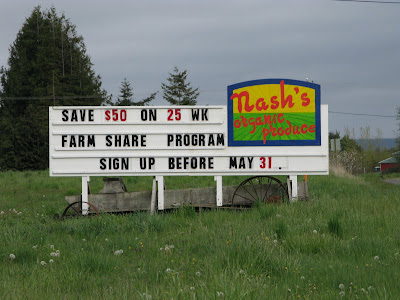 SAVE $50 ON 25 WK
FARM SHARE PROGRAM
SIGN UP BEFORE MAY 31.
Nash's
organic
produce